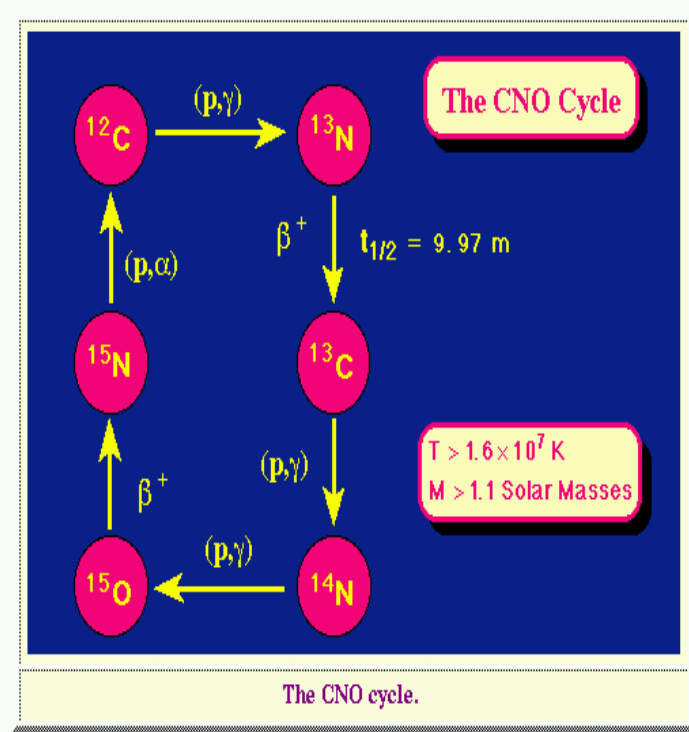 The CNO Cycle
¹²C
(p,γ)
¹³N
β⁺
t₁/₂ = 9.97 m
(p,α)
¹⁵N
¹³C
(p,γ)
T > 1.6 × 10⁷ K
M > 1.1 Solar Masses
β⁺
(p,γ)
¹⁵O
¹⁴N
The CNO cycle.